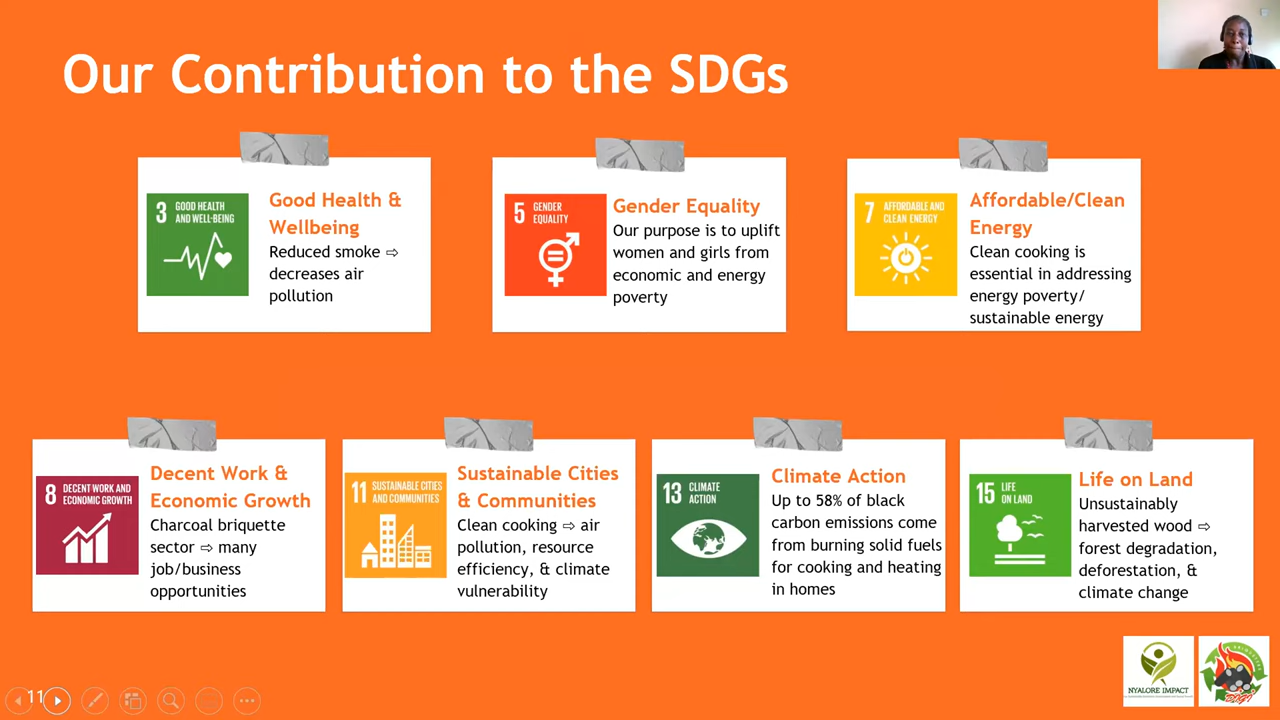 Our Contribution to the SDGs
3 GOOD HEALTH
AND WELL-BEING
Good Health &
Wellbeing
Reduced smoke ⇨
decreases air
pollution
5 GENDER
EQUALITY
Gender Equality
Our purpose is to uplift
women and girls from
economic and energy
poverty
7 AFFORDABLE AND
CLEAN ENERGY
Affordable/Clean
Energy
Clean cooking is
essential in addressing
energy poverty/
sustainable energy
8 DECENT WORK AND
ECONOMIC GROWTH
Decent Work &
Economic Growth
Charcoal briquette
sector ⇨ many
job/business
opportunities
11 SUSTAINABLE CITIES
AND COMMUNITIES
Sustainable Cities
& Communities
Clean cooking ⇨ air
pollution, resource
efficiency, & climate
vulnerability
13 CLIMATE
ACTION
Climate Action
Up to 58% of black
carbon emissions come
from burning solid fuels
for cooking and heating
in homes
15 LIFE
ON LAND
Life on Land
Unsustainably
harvested wood ⇨
forest degradation,
deforestation, &
climate change
NYALORE IMPACT
11